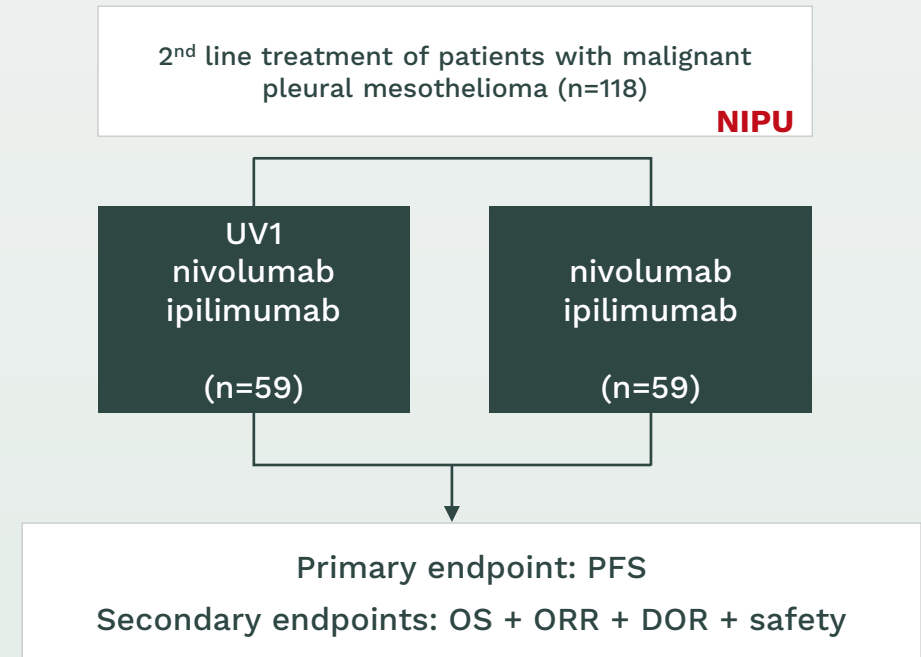 2nd line treatment of patients with malignant
pleural mesothelioma (n=118)
NIPU
UV1
nivolumab
ipilimumab
(n=59)
nivolumab
ipilimumab
(n=59)
Primary endpoint: PFS
Secondary endpoints: OS + ORR + DOR + safety